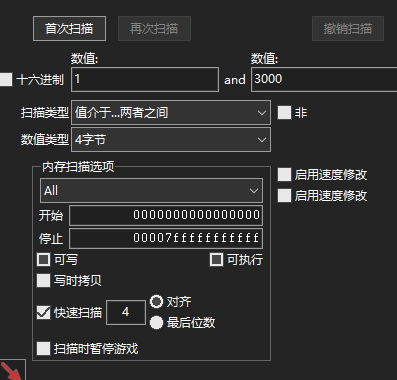 首次扫描 再次扫描 撤销扫描
数值: 数值:
十六进制 1 and 3000
扫描类型 值介于...两者之间 非
数值类型 4字节
内存扫描选项
All
启用速度修改
启用速度修改
开始 0000000000000000
停止 00007fffffffffff
可写 可执行
写时拷贝
快速扫描 4 对齐
最后位数
扫描时暂停游戏